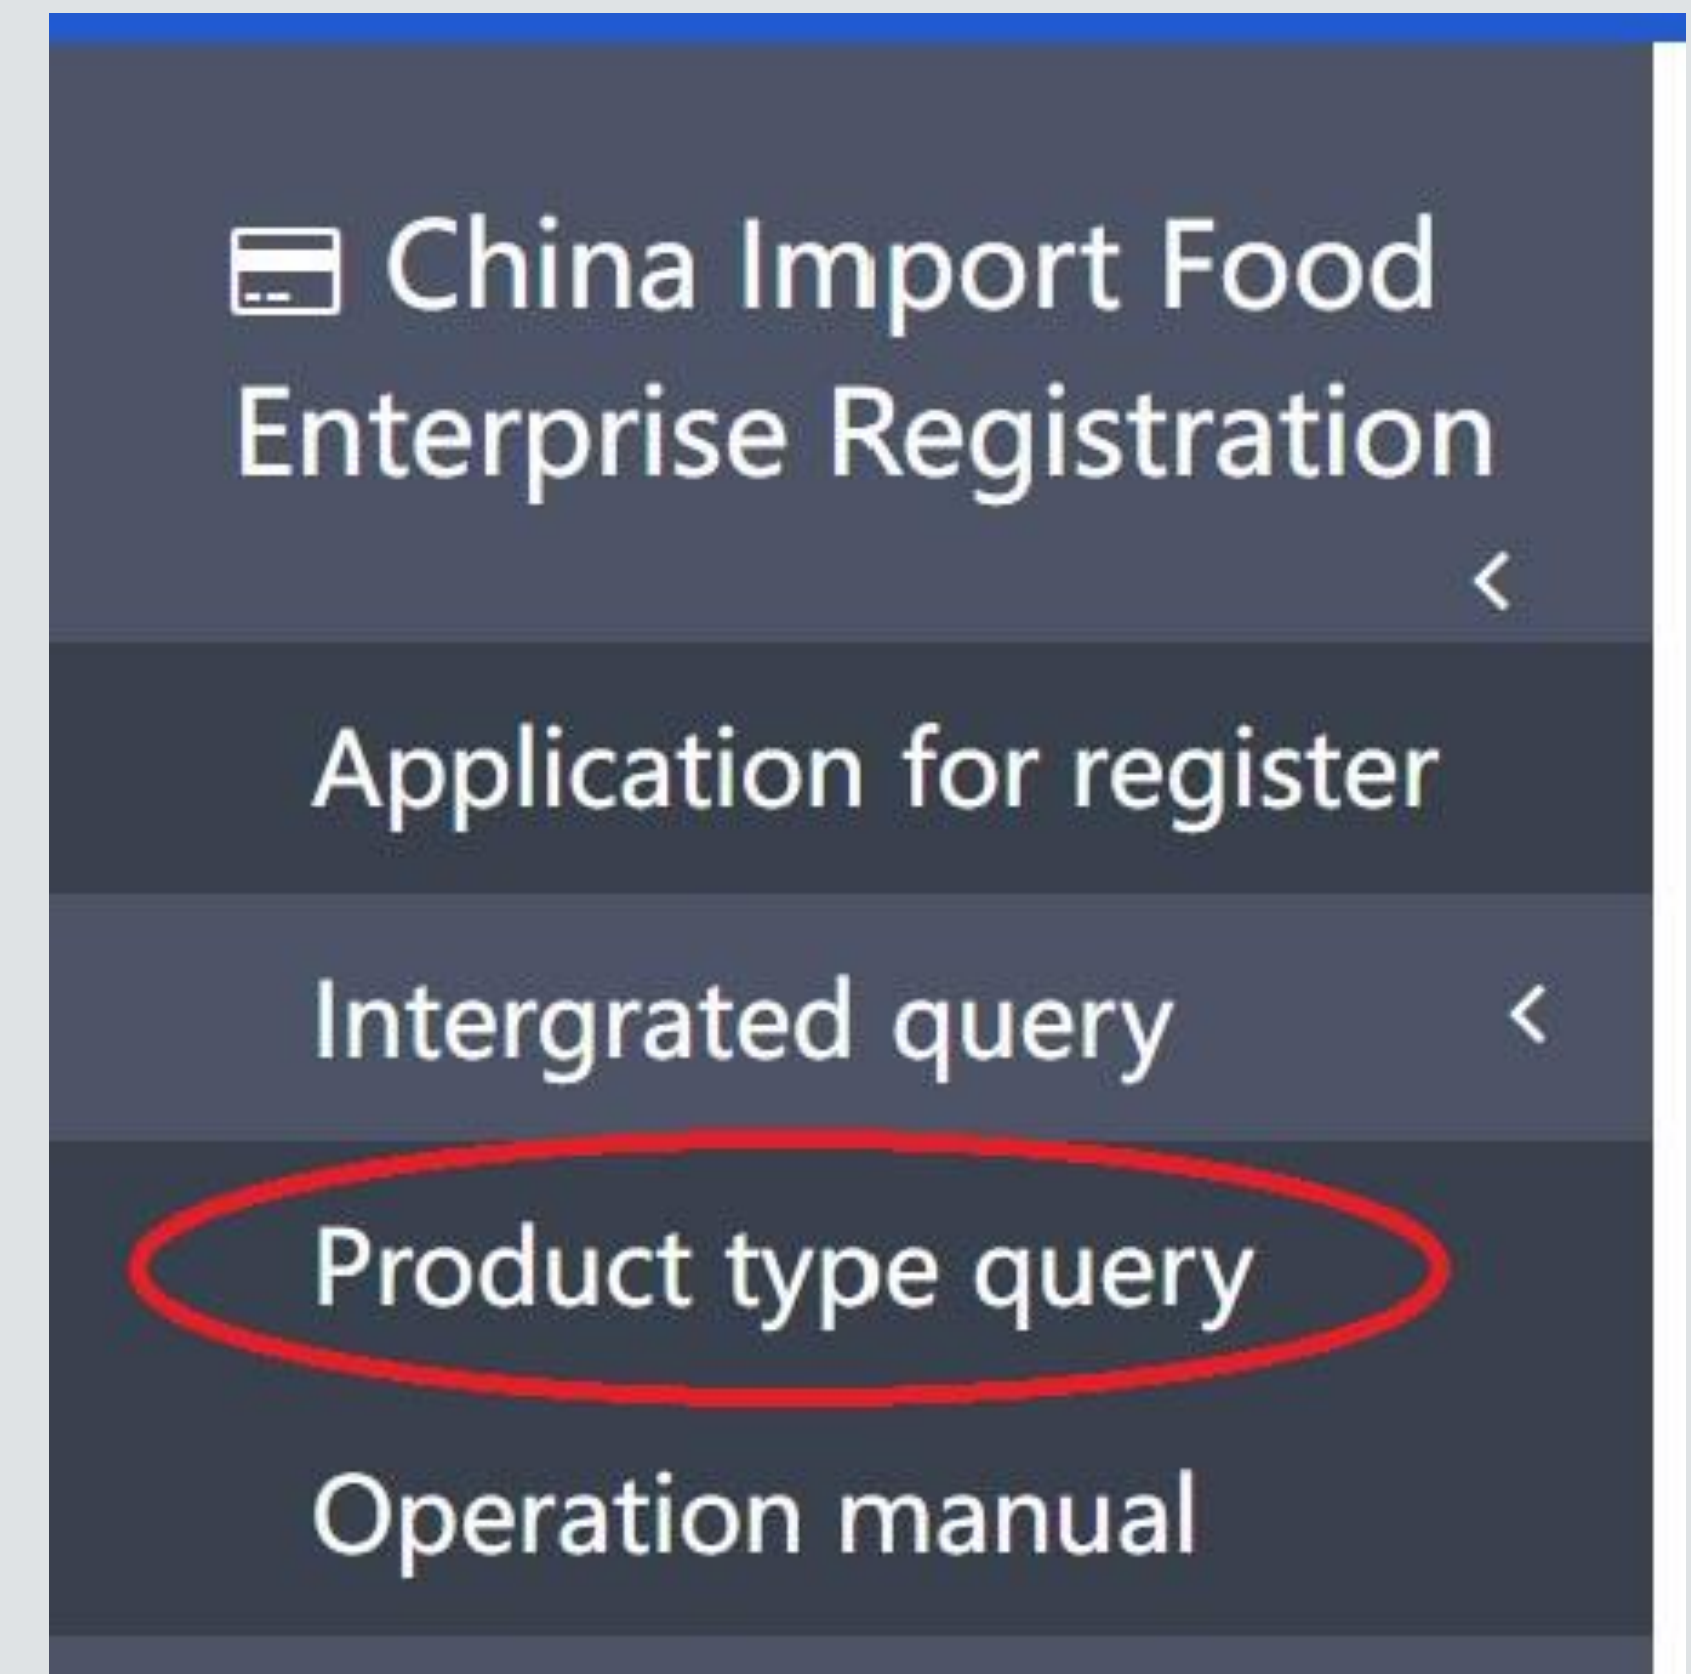 China Import Food
Enterprise Registration
Application for register
Intergrated query
Product type query
Operation manual